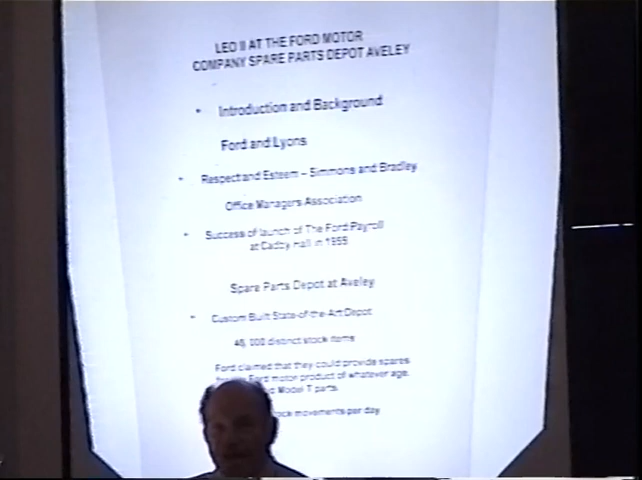 LEO II AT THE FORD MOTOR
COMPANY SPARE PARTS DEPOT AVELEY
• Introduction and Background
Ford and Lyons
• Respect and Esteem – Simmons and Bradley
Office Managers Association
• Success of launch of The Ford Payroll
at Cadby Hall in 1955
Spare Parts Depot at Aveley
• Custom Built State-of-the-Art Depot
distinct stock items
Ford claimed that they could provide spares
Ford motor product of whatever age,
Model T parts.
movements per day